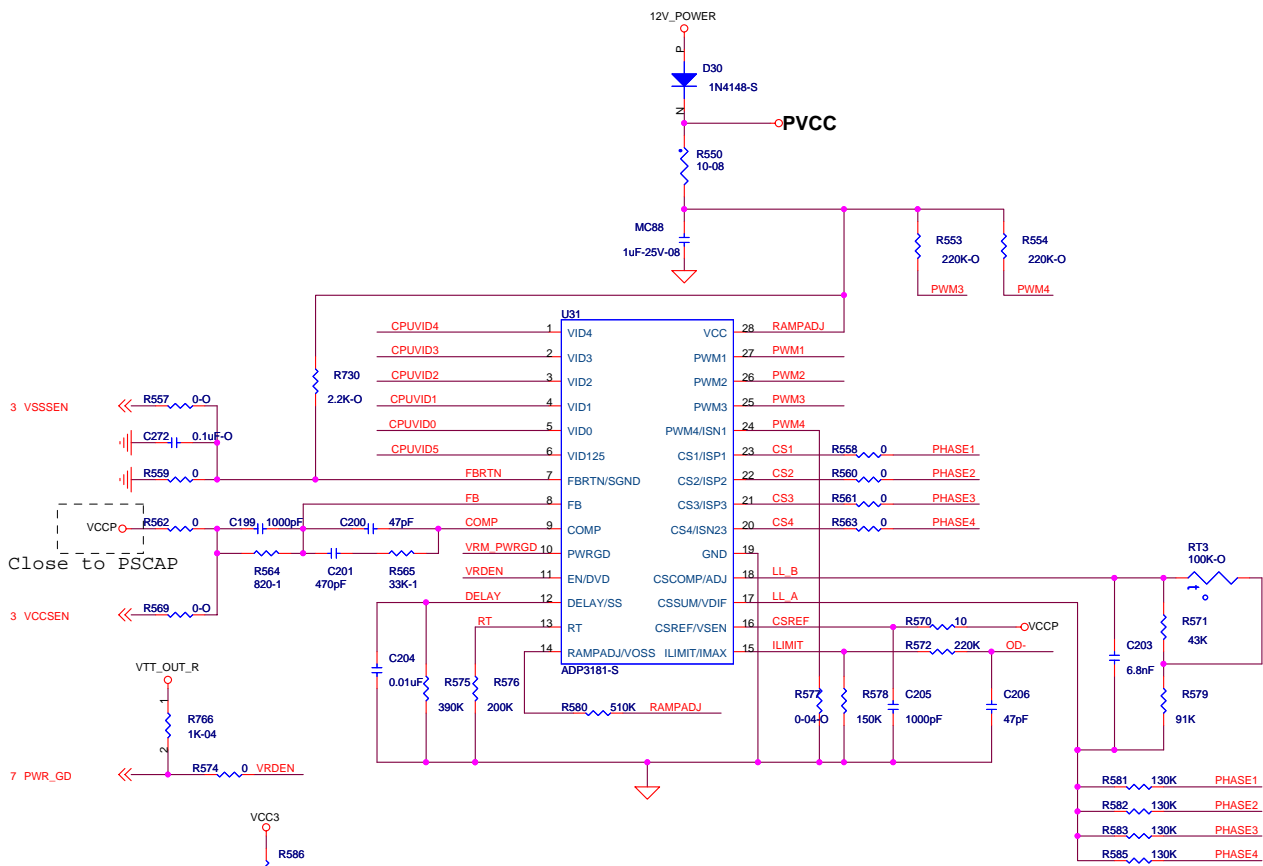 12V_POWER
P
D30
1N4148-S
N
PVCC
R550
10-08
MC88
1uF-25V-08
R553
220K-O
R554
220K-O
PWM3
PWM4
U31
CPUVID4 1 VID4
CPUVID3 2 VID3
CPUVID2 3 VID2
CPUVID1 4 VID1
CPUVID0 5 VID0
CPUVID5 6 VID125
FBRTN 7 FBRTN/SGND
FB 8 FB
COMP 9 COMP
VRM_PWRGD 10 PWRGD
VRDEN 11 EN/DVD
DELAY 12 DELAY/SS
RT 13 RT
14 RAMPADJ/VOSS
VCC 28 RAMPADJ
PWM1 27 PWM1
PWM2 26 PWM2
PWM3 25 PWM3
PWM4/ISN1 24 PWM4
CS1/ISP1 23 CS1 R558 0 PHASE1
CS2/ISP2 22 CS2 R560 0 PHASE2
CS3/ISP3 21 CS3 R561 0 PHASE3
CS4/ISN23 20 CS4 R563 0 PHASE4
GND 19
CSCOMP/ADJ 18 LL_B
CSSUM/VDIF 17 LL_A
CSREF/VSEN 16 CSREF R570 10 VCCP
ILIMIT/IMAX 15 ILIMIT R572 220K OD-
ADP3181-S
R730
2.2K-O
3 VSSSEN R557 0-O
C272 0.1uF-O
R559 0
VCCP R562 0
C199 1000pF
C200 47pF
Close to PSCAP
R564
820-1
C201
470pF
R565
33K-1
3 VCCSEN R569 0-O
VTT_OUT_R
1
R766
1K-04
2
7 PWR_GD R574 0 VRDEN
VCC3
R586
C204
0.01uF
R575
390K
R576
200K
R580 510K RAMPADJ
R577
0-04-O
R578
150K
C205
1000pF
C206
47pF
RT3
100K-O
t
R571
43K
C203
6.8nF
R579
91K
R581 130K PHASE1
R582 130K PHASE2
R583 130K PHASE3
R585 130K PHASE4